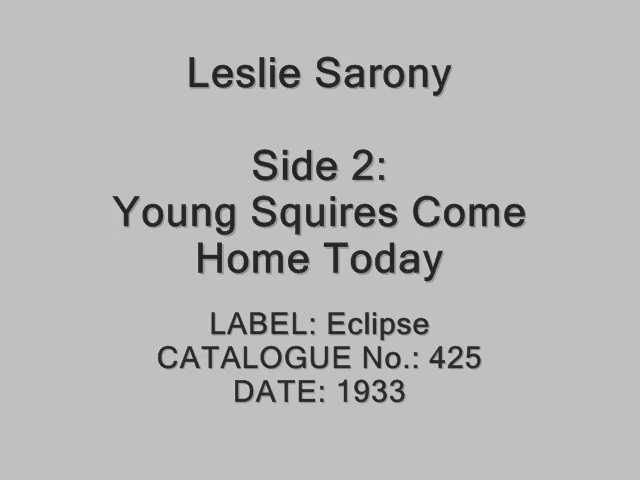 Leslie Sarony
Side 2:
Young Squires Come
Home Today
LABEL: Eclipse
CATALOGUE No.: 425
DATE: 1933